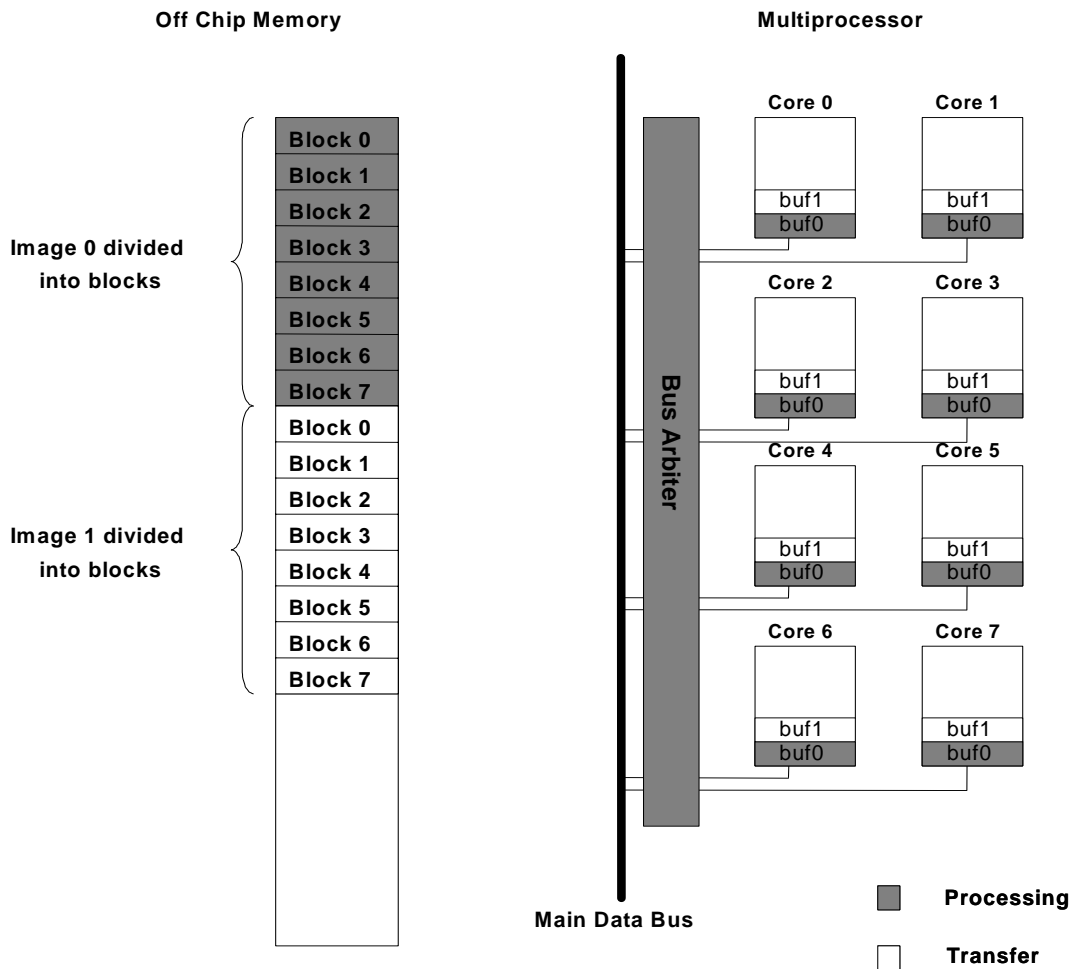 Off Chip Memory
Multiprocessor
Image 0 divided
into blocks
Block 0
Block 1
Block 2
Block 3
Block 4
Block 5
Block 6
Block 7
Image 1 divided
into blocks
Block 0
Block 1
Block 2
Block 3
Block 4
Block 5
Block 6
Block 7
Main Data Bus
Bus Arbiter
Core 0
buf1
buf0
Core 1
buf1
buf0
Core 2
buf1
buf0
Core 3
buf1
buf0
Core 4
buf1
buf0
Core 5
buf1
buf0
Core 6
buf1
buf0
Core 7
buf1
buf0
Processing
Transfer